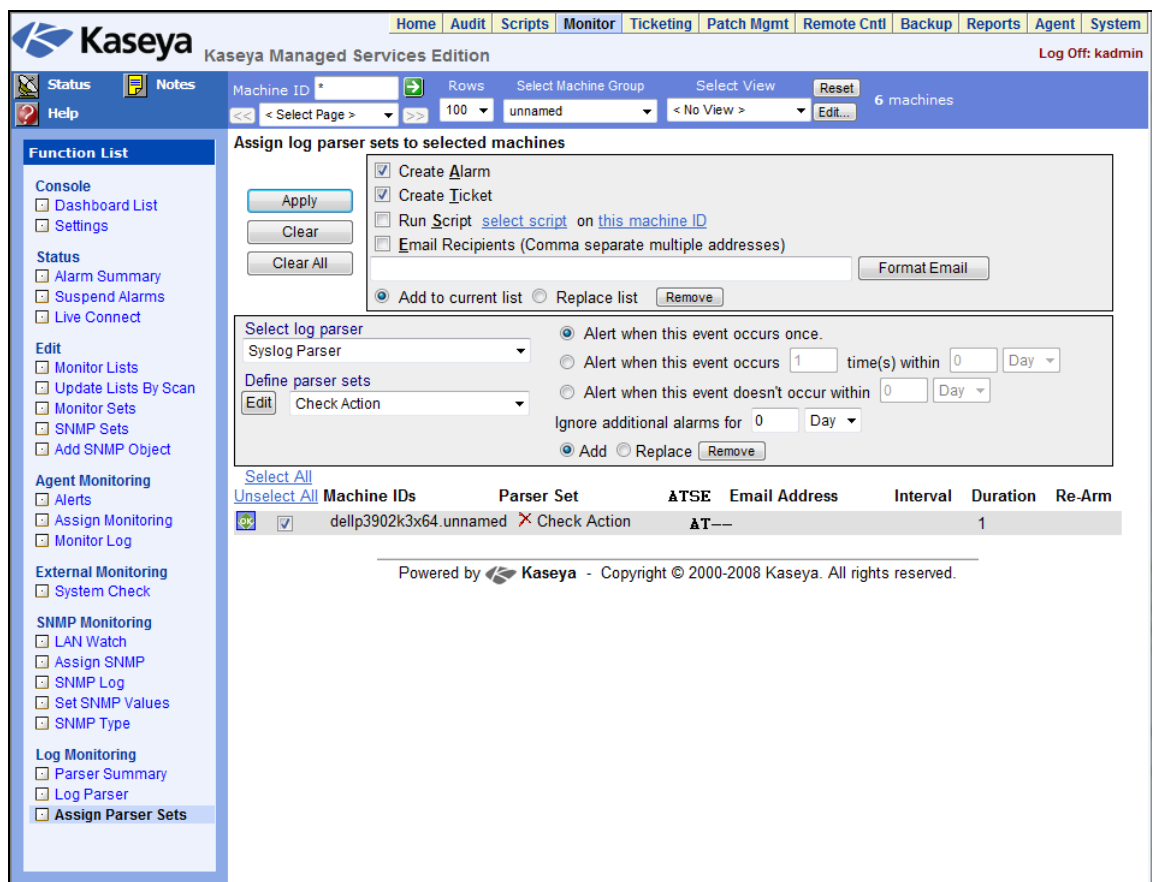 Home Audit Scripts Monitor Ticketing Patch Mgmt Remote Cntl Backup Reports Agent System
Kaseya Kaseya Managed Services Edition
Log Off: kadmin
Status Notes
Help
Machine ID * Rows Select Machine Group Select View Reset
<< < Select Page > >> 100 unnamed < No View > Edit... 6 machines
Function List
Console
Dashboard List
Settings
Status
Alarm Summary
Suspend Alarms
Live Connect
Edit
Monitor Lists
Update Lists By Scan
Monitor Sets
SNMP Sets
Add SNMP Object
Agent Monitoring
Alerts
Assign Monitoring
Monitor Log
External Monitoring
System Check
SNMP Monitoring
LAN Watch
Assign SNMP
SNMP Log
Set SNMP Values
SNMP Type
Log Monitoring
Parser Summary
Log Parser
Assign Parser Sets
Assign log parser sets to selected machines
Apply
Clear
Clear All
Create Alarm
Create Ticket
Run Script select script on this machine ID
Email Recipients (Comma separate multiple addresses)
Format Email
Add to current list Replace list Remove
Select log parser
Syslog Parser
Define parser sets
Edit Check Action
Alert when this event occurs once.
Alert when this event occurs 1 time(s) within 0 Day
Alert when this event doesn't occur within 0 Day
Ignore additional alarms for 0 Day
Add Replace Remove
Select All
Unselect All Machine IDs Parser Set ATSE Email Address Interval Duration Re-Arm
OK dellp3902k3x64.unnamed Check Action AT-- 1
Powered by Kaseya - Copyright © 2000-2008 Kaseya. All rights reserved.